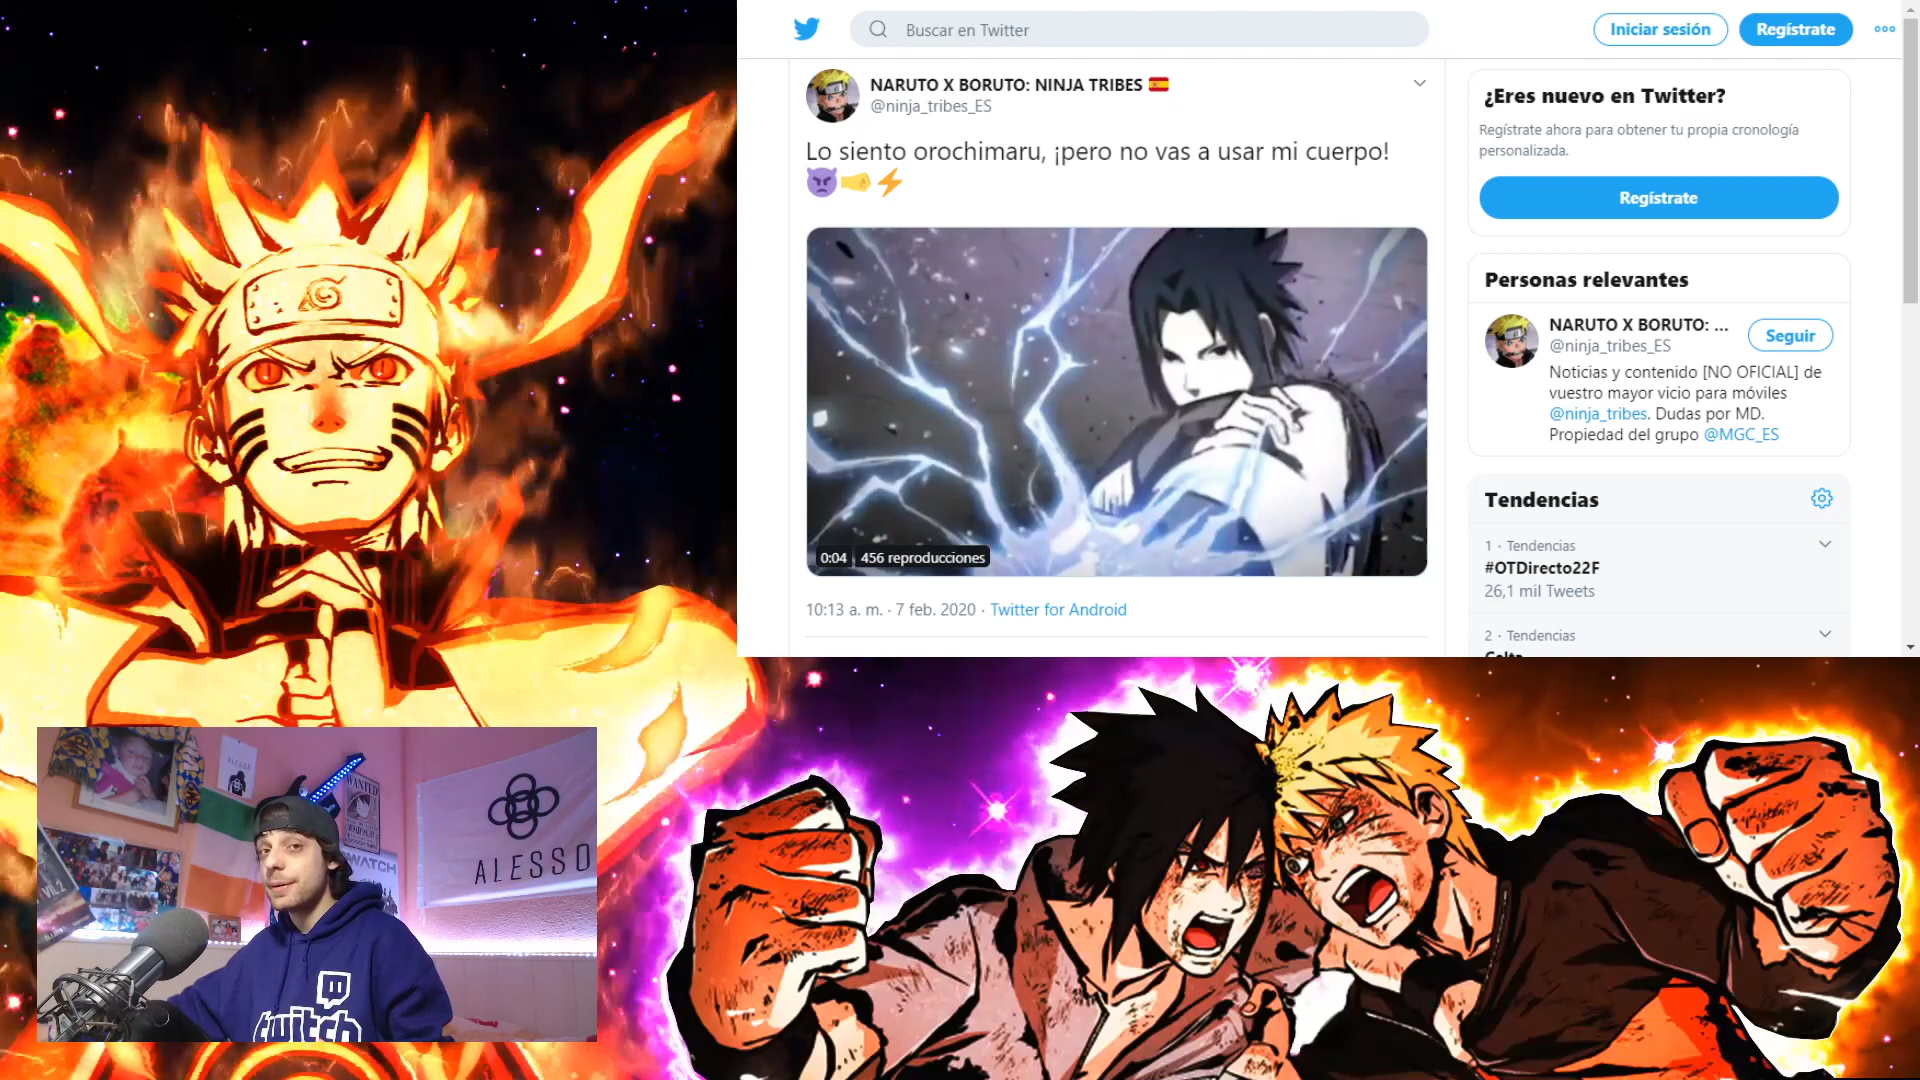 Buscar en Twitter
Iniciar sesión
Regístrate
NARUTO X BORUTO: NINJA TRIBES
@ninja_tribes_ES
Lo siento orochimaru, ¡pero no vas a usar mi cuerpo!
0:04
456 reproducciones
10:13 a. m. · 7 feb. 2020 · Twitter for Android
¿Eres nuevo en Twitter?
Regístrate ahora para obtener tu propia cronología
personalizada.
Regístrate
Personas relevantes
NARUTO X BORUTO: ...
@ninja_tribes_ES
Seguir
Noticias y contenido [NO OFICIAL] de
vuestro mayor vicio para móviles
@ninja_tribes. Dudas por MD.
Propiedad del grupo @MGC_ES
Tendencias
1 · Tendencias
#OTDirecto22F
26,1 mil Tweets
2 · Tendencias
ALESSO
WANTED
ALESSO
twitch